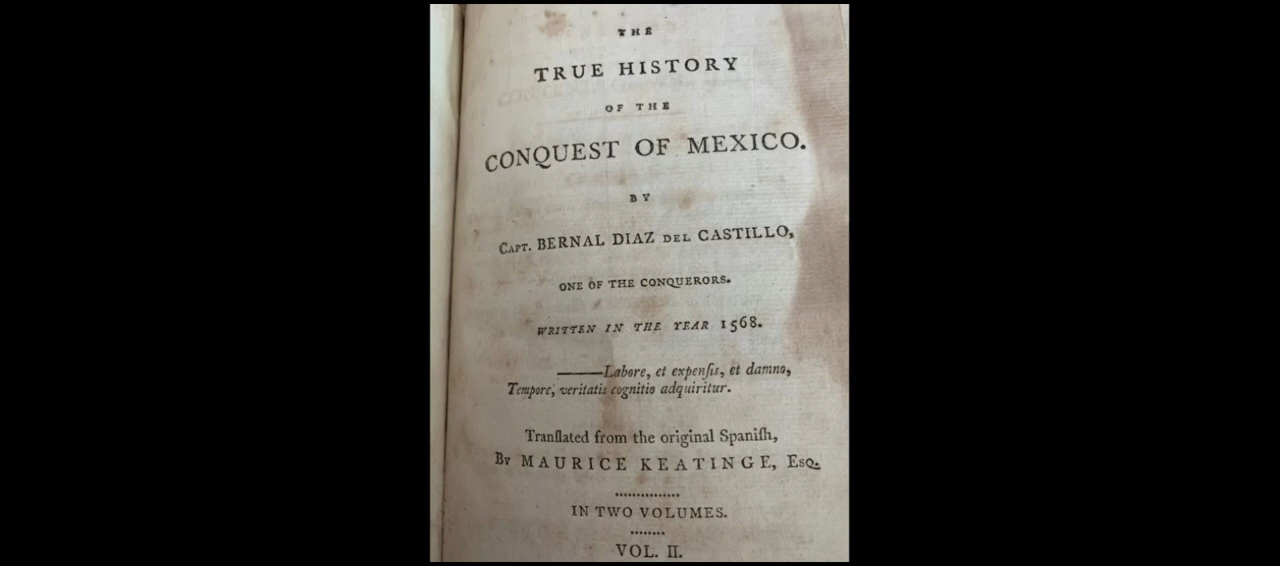 THE
TRUE HISTORY
OF THE
CONQUEST OF MEXICO.
BY
CAPT. BERNAL DIAZ DEL CASTILLO,
ONE OF THE CONQUERORS.
WRITTEN IN THE YEAR 1568.
——Labore, et expenſis, et damno,
Tempore, veritatis cognitio adquiritur.
Tranſlated from the original Spaniſh,
By MAURICE KEATINGE, Esq.
...............
IN TWO VOLUMES.
........
VOL. II.